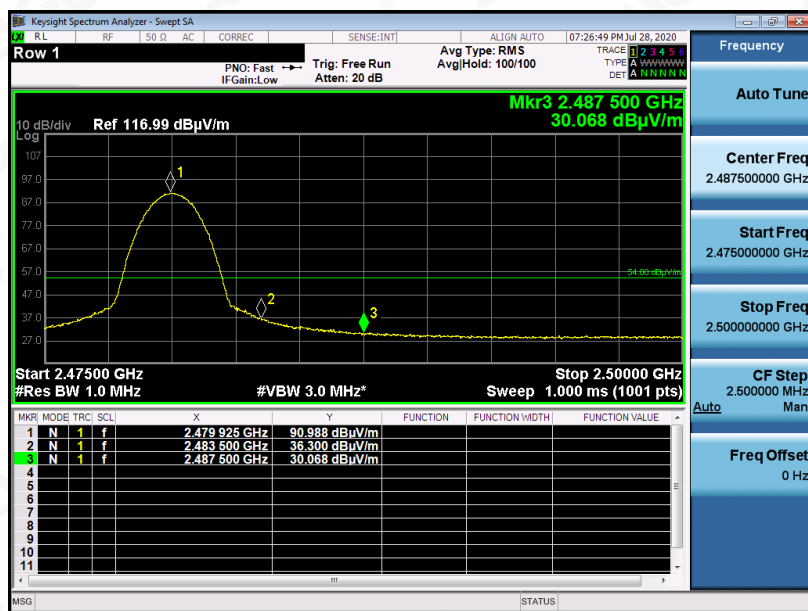 Keysight Spectrum Analyzer - Swept SA
LXI RL RF 50 Ω AC CORREC SENSE:INT ALIGN AUTO 07:26:49 PM Jul 28, 2020
Row 1
PNO: Fast
IFGain:Low
Trig: Free Run
Atten: 20 dB
Avg Type: RMS
Avg|Hold: 100/100
TRACE 1 2 3 4 5 6
TYPE A WWWWW
DET A N N N N N
Mkr3 2.487 500 GHz
30.068 dBµV/m
10 dB/div Ref 116.99 dBµV/m
Log
107
97.0
87.0
77.0
67.0
57.0
47.0
37.0
27.0
1
2
3
54.00 dBµV/m
Start 2.47500 GHz Stop 2.50000 GHz
#Res BW 1.0 MHz #VBW 3.0 MHz* Sweep 1.000 ms (1001 pts)
MKR MODE TRC SCL X Y FUNCTION FUNCTION WIDTH FUNCTION VALUE
1 N 1 f 2.479 925 GHz 90.988 dBµV/m
2 N 1 f 2.483 500 GHz 36.300 dBµV/m
3 N 1 f 2.487 500 GHz 30.068 dBµV/m
4
5
6
7
8
9
10
11
MSG STATUS
Frequency
Auto Tune
Center Freq
2.487500000 GHz
Start Freq
2.475000000 GHz
Stop Freq
2.500000000 GHz
CF Step
2.500000 MHz
Auto Man
Freq Offset
0 Hz